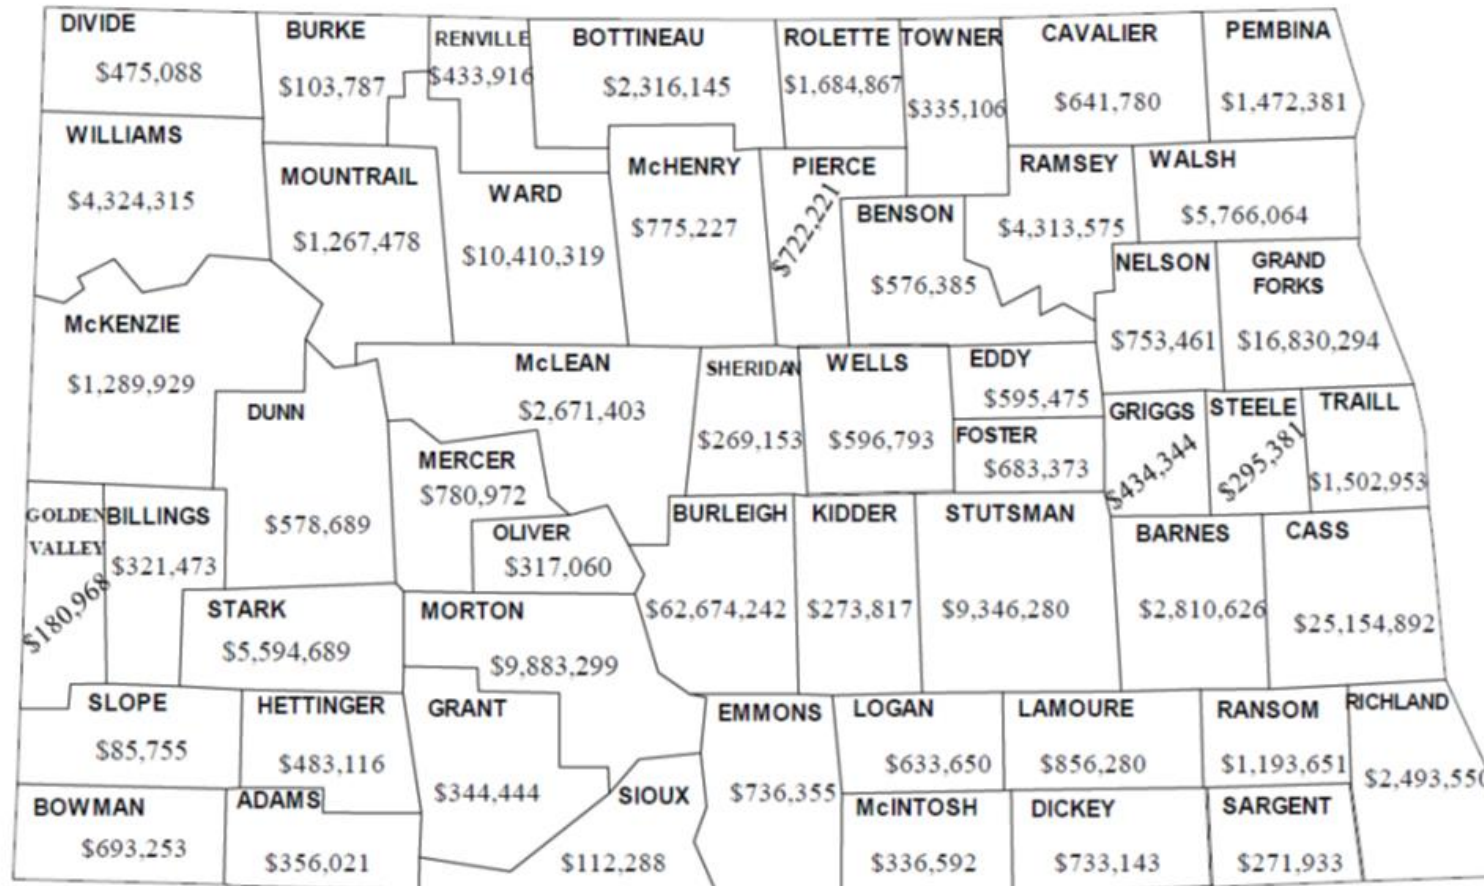 DIVIDE
$475,088
BURKE
$103,787
RENVILLE
$433,916
BOTTINEAU
$2,316,145
ROLETTE
$1,684,867
TOWNER
$335,106
CAVALIER
$641,780
PEMBINA
$1,472,381
WILLIAMS
$4,324,315
MOUNTRAIL
$1,267,478
WARD
$10,410,319
McHENRY
$775,227
PIERCE
$722,221
BENSON
$576,385
RAMSEY
$4,313,575
WALSH
$5,766,064
NELSON
$753,461
GRAND
FORKS
$16,830,294
McKENZIE
$1,289,929
DUNN
$578,689
McLEAN
$2,671,403
MERCER
$780,972
OLIVER
$317,060
SHERIDAN
$269,153
WELLS
$596,793
EDDY
$595,475
FOSTER
$683,373
GRIGGS
$434,344
STEELE
$295,381
TRAILL
$1,502,953
GOLDEN
VALLEY
$180,968
BILLINGS
$321,473
STARK
$5,594,689
MORTON
$9,883,299
BURLEIGH
$62,674,242
KIDDER
$273,817
STUTSMAN
$9,346,280
BARNES
$2,810,626
CASS
$25,154,892
SLOPE
$85,755
HETTINGER
$483,116
GRANT
$344,444
SIOUX
$112,288
EMMONS
$736,355
LOGAN
$633,650
LAMOURE
$856,280
RANSOM
$1,193,651
RICHLAND
$2,493,550
BOWMAN
$693,253
ADAMS
$356,021
McINTOSH
$336,592
DICKEY
$733,143
SARGENT
$271,933